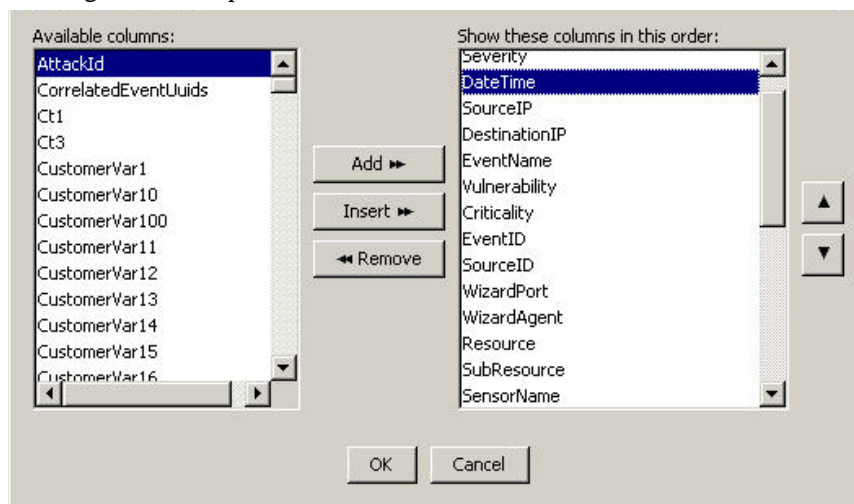 Available columns:
AttackId
CorrelatedEventUuids
Ct1
Ct3
CustomerVar1
CustomerVar10
CustomerVar100
CustomerVar11
CustomerVar12
CustomerVar13
CustomerVar14
CustomerVar15
CustomerVar16
Add
Insert
Remove
Show these columns in this order:
Severity
DateTime
SourceIP
DestinationIP
EventName
Vulnerability
Criticality
EventID
SourceID
WizardPort
WizardAgent
Resource
SubResource
SensorName
OK
Cancel